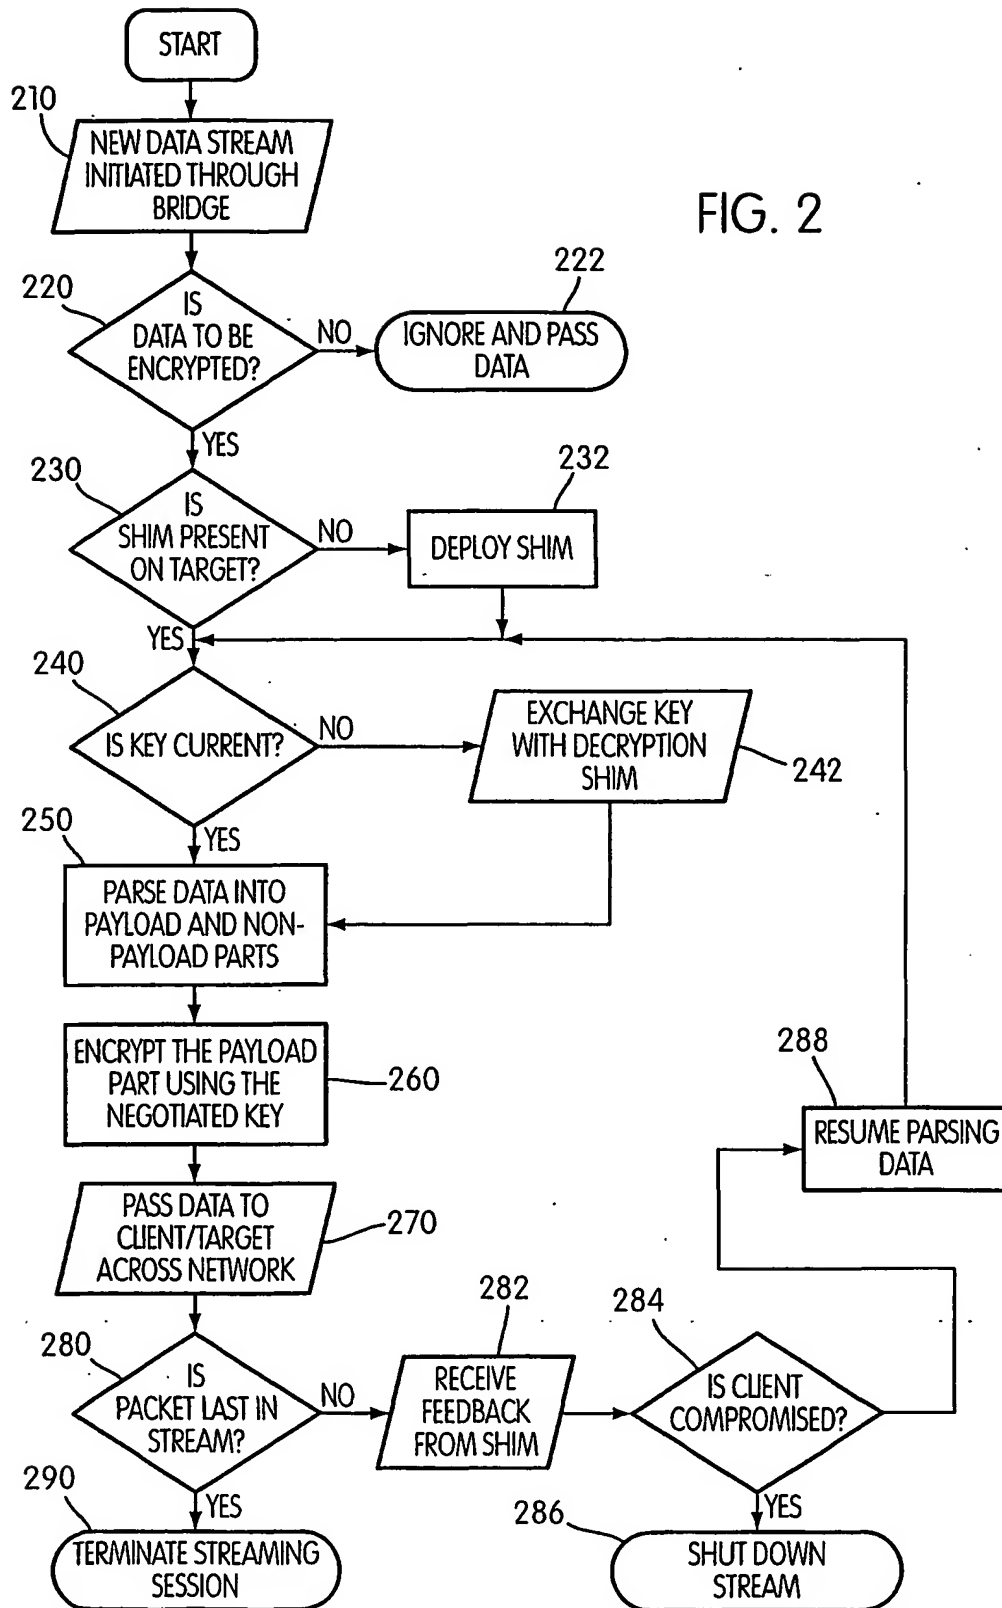 START
210
NEW DATA STREAM
INITIATED THROUGH
BRIDGE
FIG. 2
220
IS
DATA TO BE
ENCRYPTED?
NO
222
IGNORE AND PASS
DATA
YES
230
IS
SHIM PRESENT
ON TARGET?
NO
232
DEPLOY SHIM
YES
240
IS KEY CURRENT?
NO
EXCHANGE KEY
WITH DECRYPTION
SHIM
242
YES
250
PARSE DATA INTO
PAYLOAD AND NON-
PAYLOAD PARTS
ENCRYPT THE PAYLOAD
PART USING THE
NEGOTIATED KEY
260
288
RESUME PARSING
DATA
PASS DATA TO
CLIENT/TARGET
ACROSS NETWORK
270
280
IS
PACKET LAST IN
STREAM?
NO
282
RECEIVE
FEEDBACK
FROM SHIM
284
IS CLIENT
COMPROMISED?
YES
290
TERMINATE STREAMING
SESSION
YES
286
SHUT DOWN
STREAM